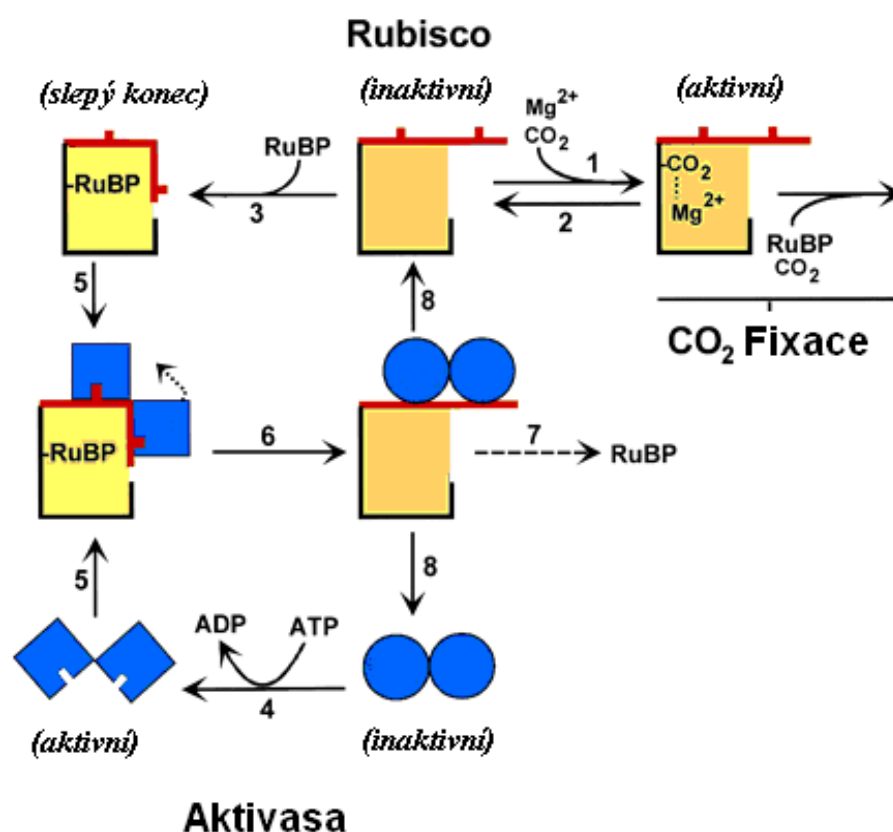 Rubisco
(slepý konec)
(inaktivní)
(aktivní)
Mg2+
CO2
RuBP
1
-RuBP
3
2
-CO2
Mg2+
RuBP
CO2
5
8
CO2 Fixace
-RuBP
6
7
RuBP
5
8
ADP
ATP
4
(aktivní)
(inaktivní)
Aktivasa